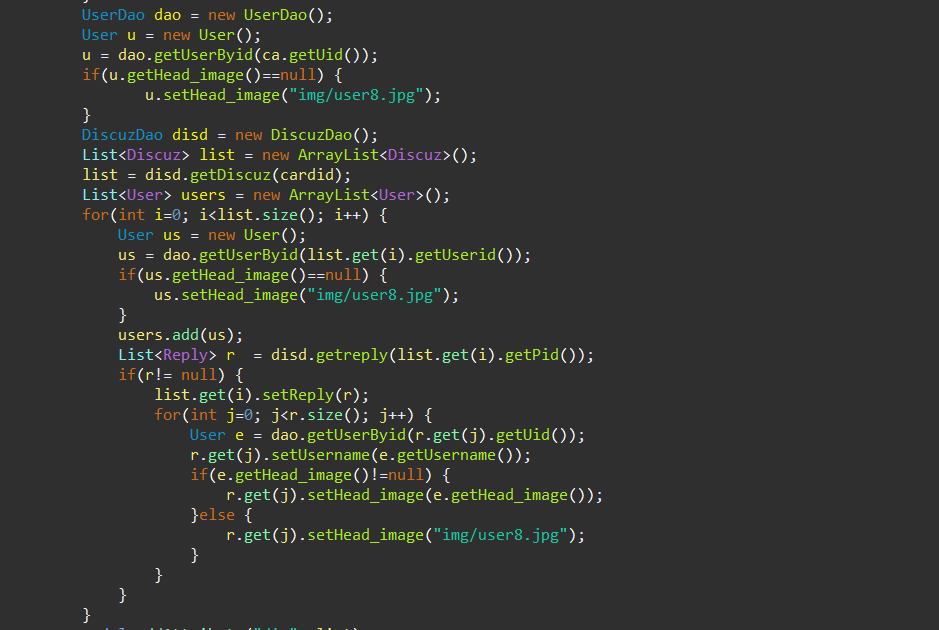 }
UserDao dao = new UserDao();
User u = new User();
u = dao.getUserByid(ca.getUid());
if(u.getHead_image()==null) {
u.setHead_image("img/user8.jpg");
}
DiscuzDao disd = new DiscuzDao();
List<Discuz> list = new ArrayList<Discuz>();
list = disd.getDiscuz(cardid);
List<User> users = new ArrayList<User>();
for(int i=0; i<list.size(); i++) {
User us = new User();
us = dao.getUserByid(list.get(i).getUserid());
if(us.getHead_image()==null) {
us.setHead_image("img/user8.jpg");
}
users.add(us);
List<Reply> r  = disd.getreply(list.get(i).getPid());
if(r!= null) {
list.get(i).setReply(r);
for(int j=0; j<r.size(); j++) {
User e = dao.getUserByid(r.get(j).getUid());
r.get(j).setUsername(e.getUsername());
if(e.getHead_image()!=null) {
r.get(j).setHead_image(e.getHead_image());
}else {
r.get(j).setHead_image("img/user8.jpg");
}
}
}
}